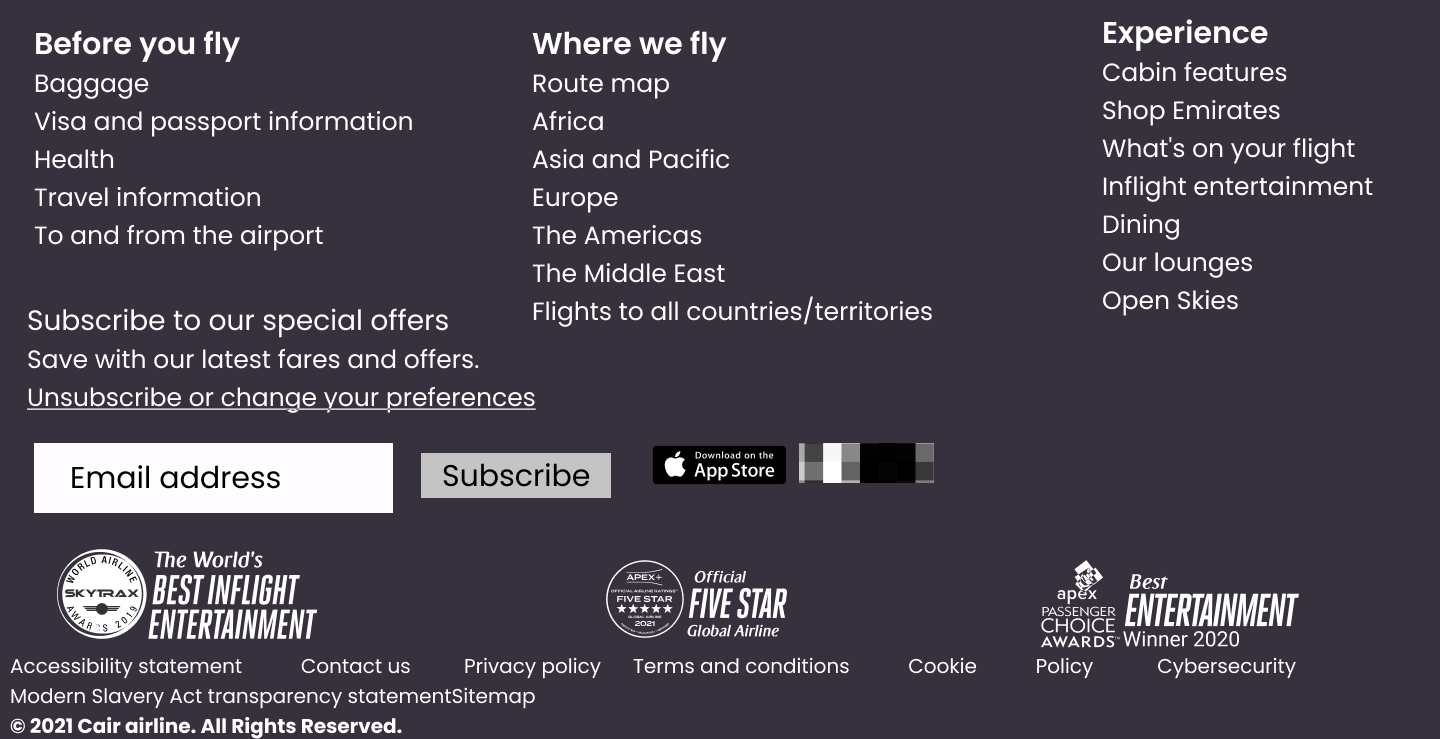 Before you fly
Baggage
Visa and passport information
Health
Travel information
To and from the airport
Where we fly
Route map
Africa
Asia and Pacific
Europe
The Americas
The Middle East
Flights to all countries/territories
Experience
Cabin features
Shop Emirates
What's on your flight
Inflight entertainment
Dining
Our lounges
Open Skies
Subscribe to our special offers
Save with our latest fares and offers.
Unsubscribe or change your preferences
Email address
Subscribe
Download on the
App Store
WORLD AIRLINE
SKYTRAX
AWARDS 2019
The World's
BEST INFLIGHT
ENTERTAINMENT
APEX+
OFFICIAL AIRLINE RATINGS
FIVE STAR
GLOBAL AIRLINE
2021
Official
FIVE STAR
Global Airline
apex
PASSENGER
CHOICE
AWARDS™
Best
ENTERTAINMENT
Winner 2020
Accessibility statement Contact us Privacy policy Terms and conditions Cookie Policy Cybersecurity
Modern Slavery Act transparency statementSitemap
© 2021 Cair airline. All Rights Reserved.